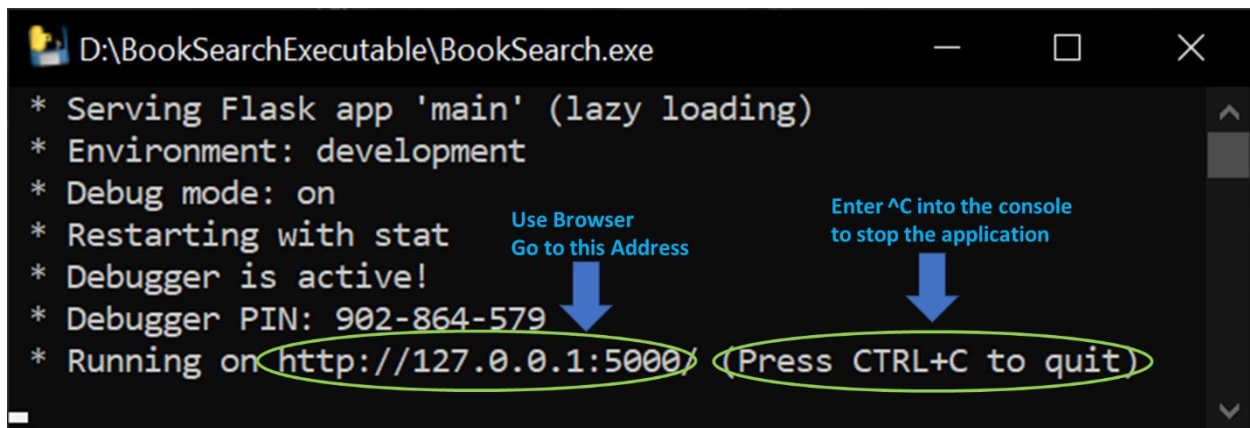 D:\BookSearchExecutable\BookSearch.exe
* Serving Flask app 'main' (lazy loading)
* Environment: development
* Debug mode: on
* Restarting with stat
* Debugger is active!
* Debugger PIN: 902-864-579
* Running on http://127.0.0.1:5000/ (Press CTRL+C to quit)
Use Browser
Go to this Address
Enter ^C into the console
to stop the application